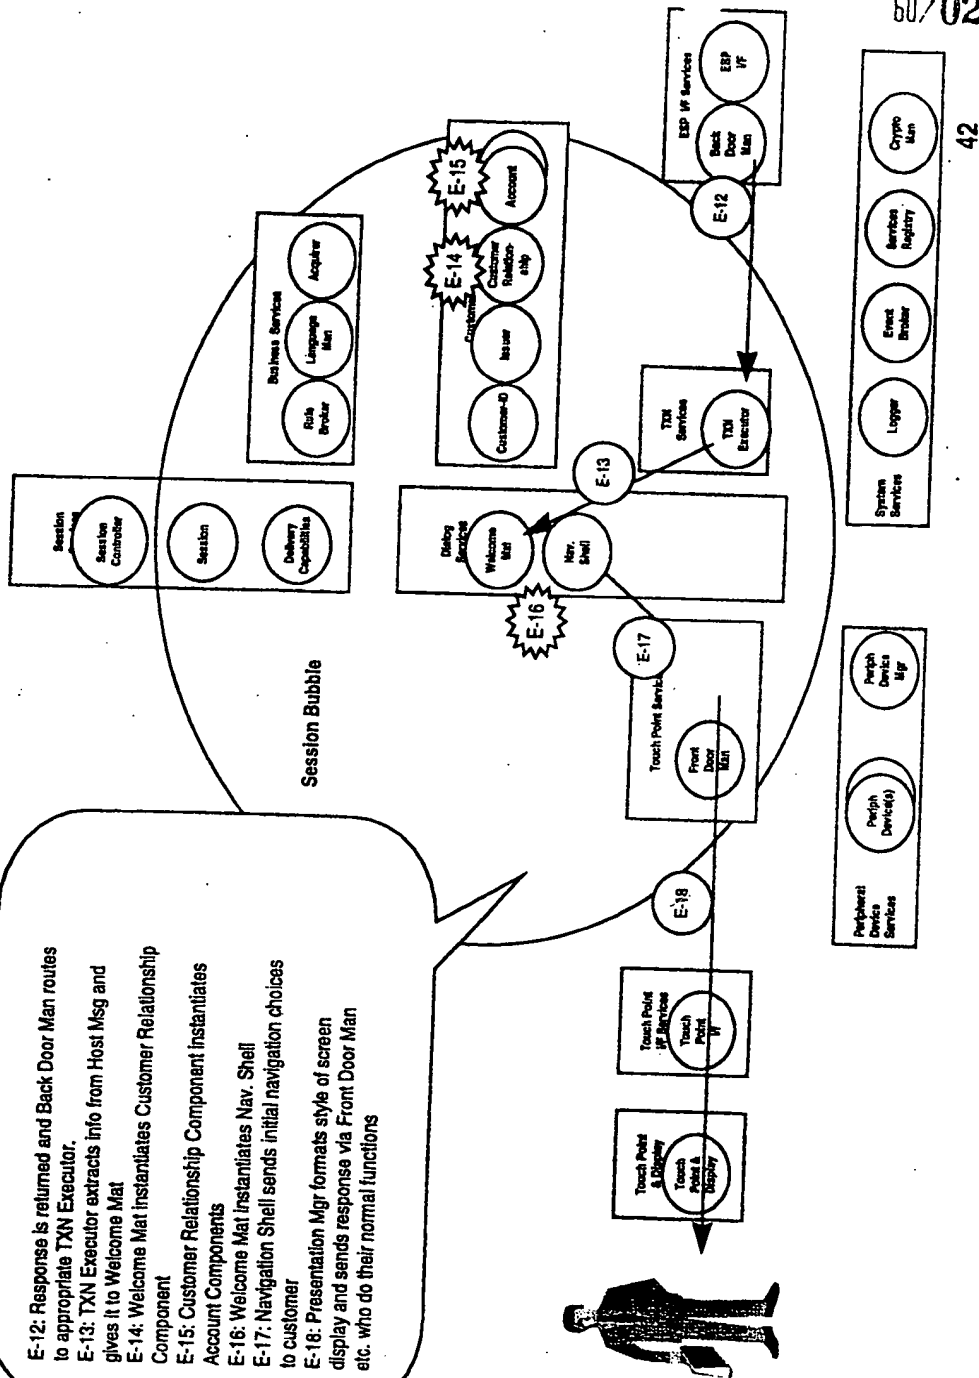 E-12: Response is returned and Back Door Man routes
to appropriate TXN Executor.
E-13: TXN Executor extracts info from Host Msg and
gives it to Welcome Mat
E-14: Welcome Mat Instantiates Customer Relationship
Component
E-15: Customer Relationship Component instantiates
Account Components
E-16: Welcome Mat Instantiates Nav. Shell
E-17: Navigation Shell sends initial navigation choices
to customer
E-18: Presentation Mgr formats style of screen
display and sends response via Front Door Man
etc. who do their normal functions
Session Bubble
Session
Session
Controller
Session
Delivery
Capabilities
Business Services
Rule
Broker
Language
Man
Acquirer
Customer
Customer-ID
Issuer
Customer
Relation-
ship
Account
E-14
E-15
Dialog
Services
Welcome
Mat
Nav.
Shell
E-16
E-13
TXN
Services
TXN
Executor
E-12
ESP I/F Services
Back
Door
Man
ESP
I/F
Touch Point Servic
E-17
Front
Door
Man
E-18
Touch Point
I/F Services
Touch
Point
I/F
Touch Point
& Display
Touch
Point &
Display
Peripheral
Device
Services
Periph
Device(s)
Periph
Device
Mgr
System
Services
Logger
Event
Broker
Services
Registry
Crypto
Man
42
60/02